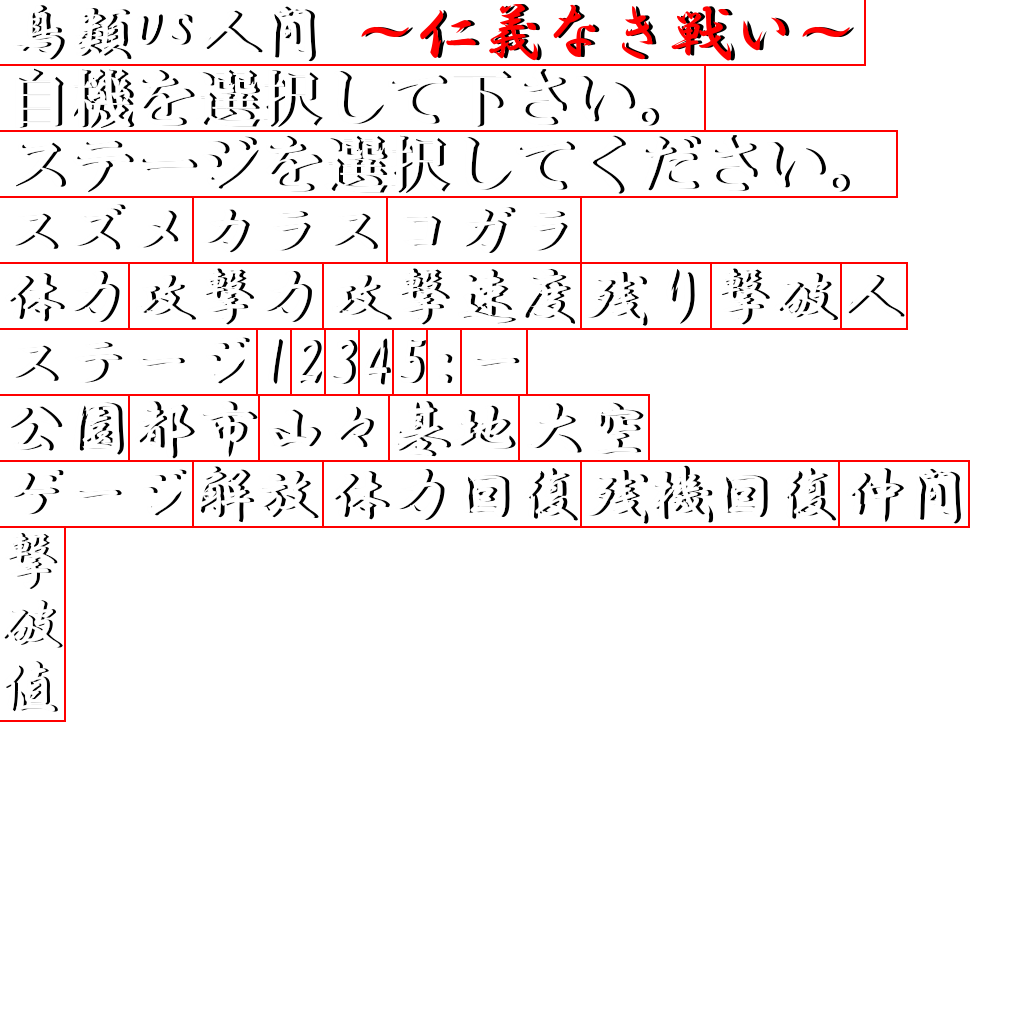 鳥類VS人間 ～仁義なき戦い～
自機を選択して下さい。
ステージを選択してください。
スズメ カラス コガラ
体力 攻撃力 攻撃速度 残り 撃破 人
ステージ 1 2 3 4 5 : ー
公園 都市 山々 墓地 大空
ゲージ 解放 体力回復 残機回復 仲間
撃破値